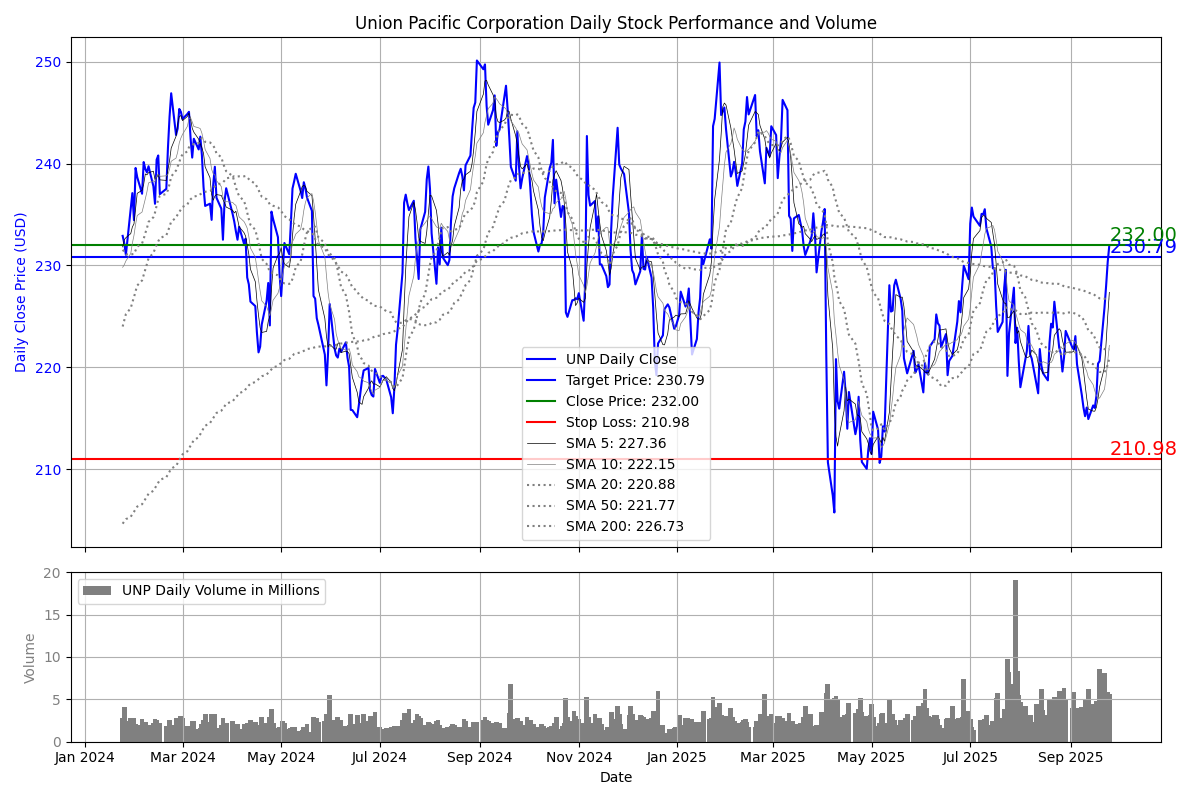 Union Pacific Corporation Daily Stock Performance and Volume
Daily Close Price (USD)
250
240
230
220
210
232.00
230.79
210.98
UNP Daily Close
Target Price: 230.79
Close Price: 232.00
Stop Loss: 210.98
SMA 5: 227.36
SMA 10: 222.15
SMA 20: 220.88
SMA 50: 221.77
SMA 200: 226.73
Volume
20
15
10
5
0
UNP Daily Volume in Millions
Jan 2024 Mar 2024 May 2024 Jul 2024 Sep 2024 Nov 2024 Jan 2025 Mar 2025 May 2025 Jul 2025 Sep 2025
Date